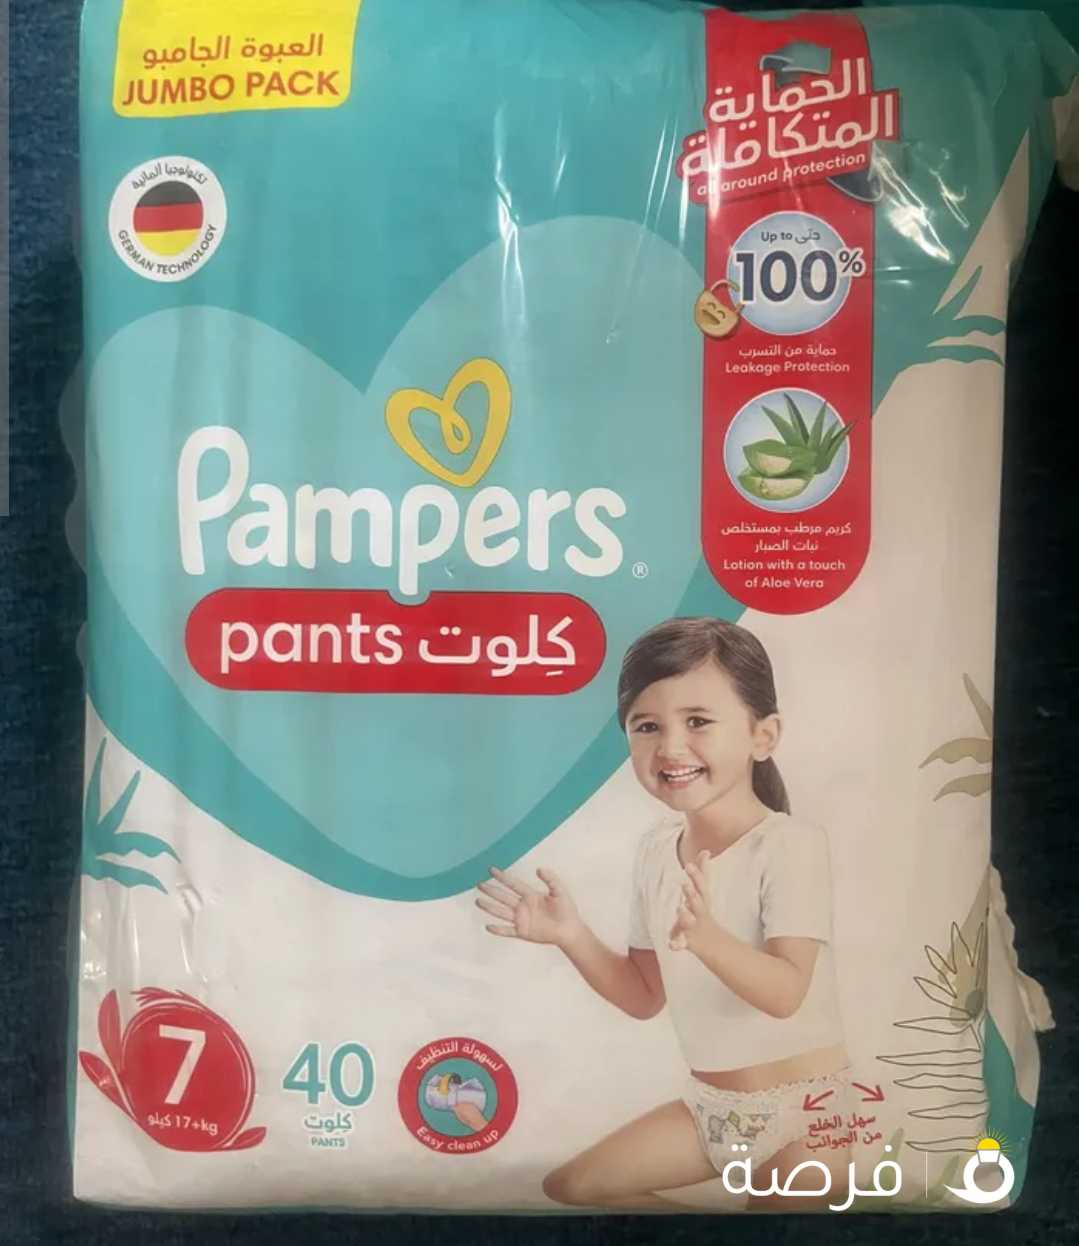 العبوة الجامبو
JUMBO PACK
تكنولوجيا ألمانية
GERMAN TECHNOLOGY
الحماية
المتكاملة
all around protection
Up to حتى
100%
حماية من التسرب
Leakage Protection
كريم مرطب بمستخلص
نبات الصبار
Lotion with a touch
of Aloe Vera
Pampers®
pants كِلوت
7
17+kg كيلو
40
كلوت
PANTS
لسهولة التنظيف
Easy clean up
سهل الخلع
من الجوانب
فرصة